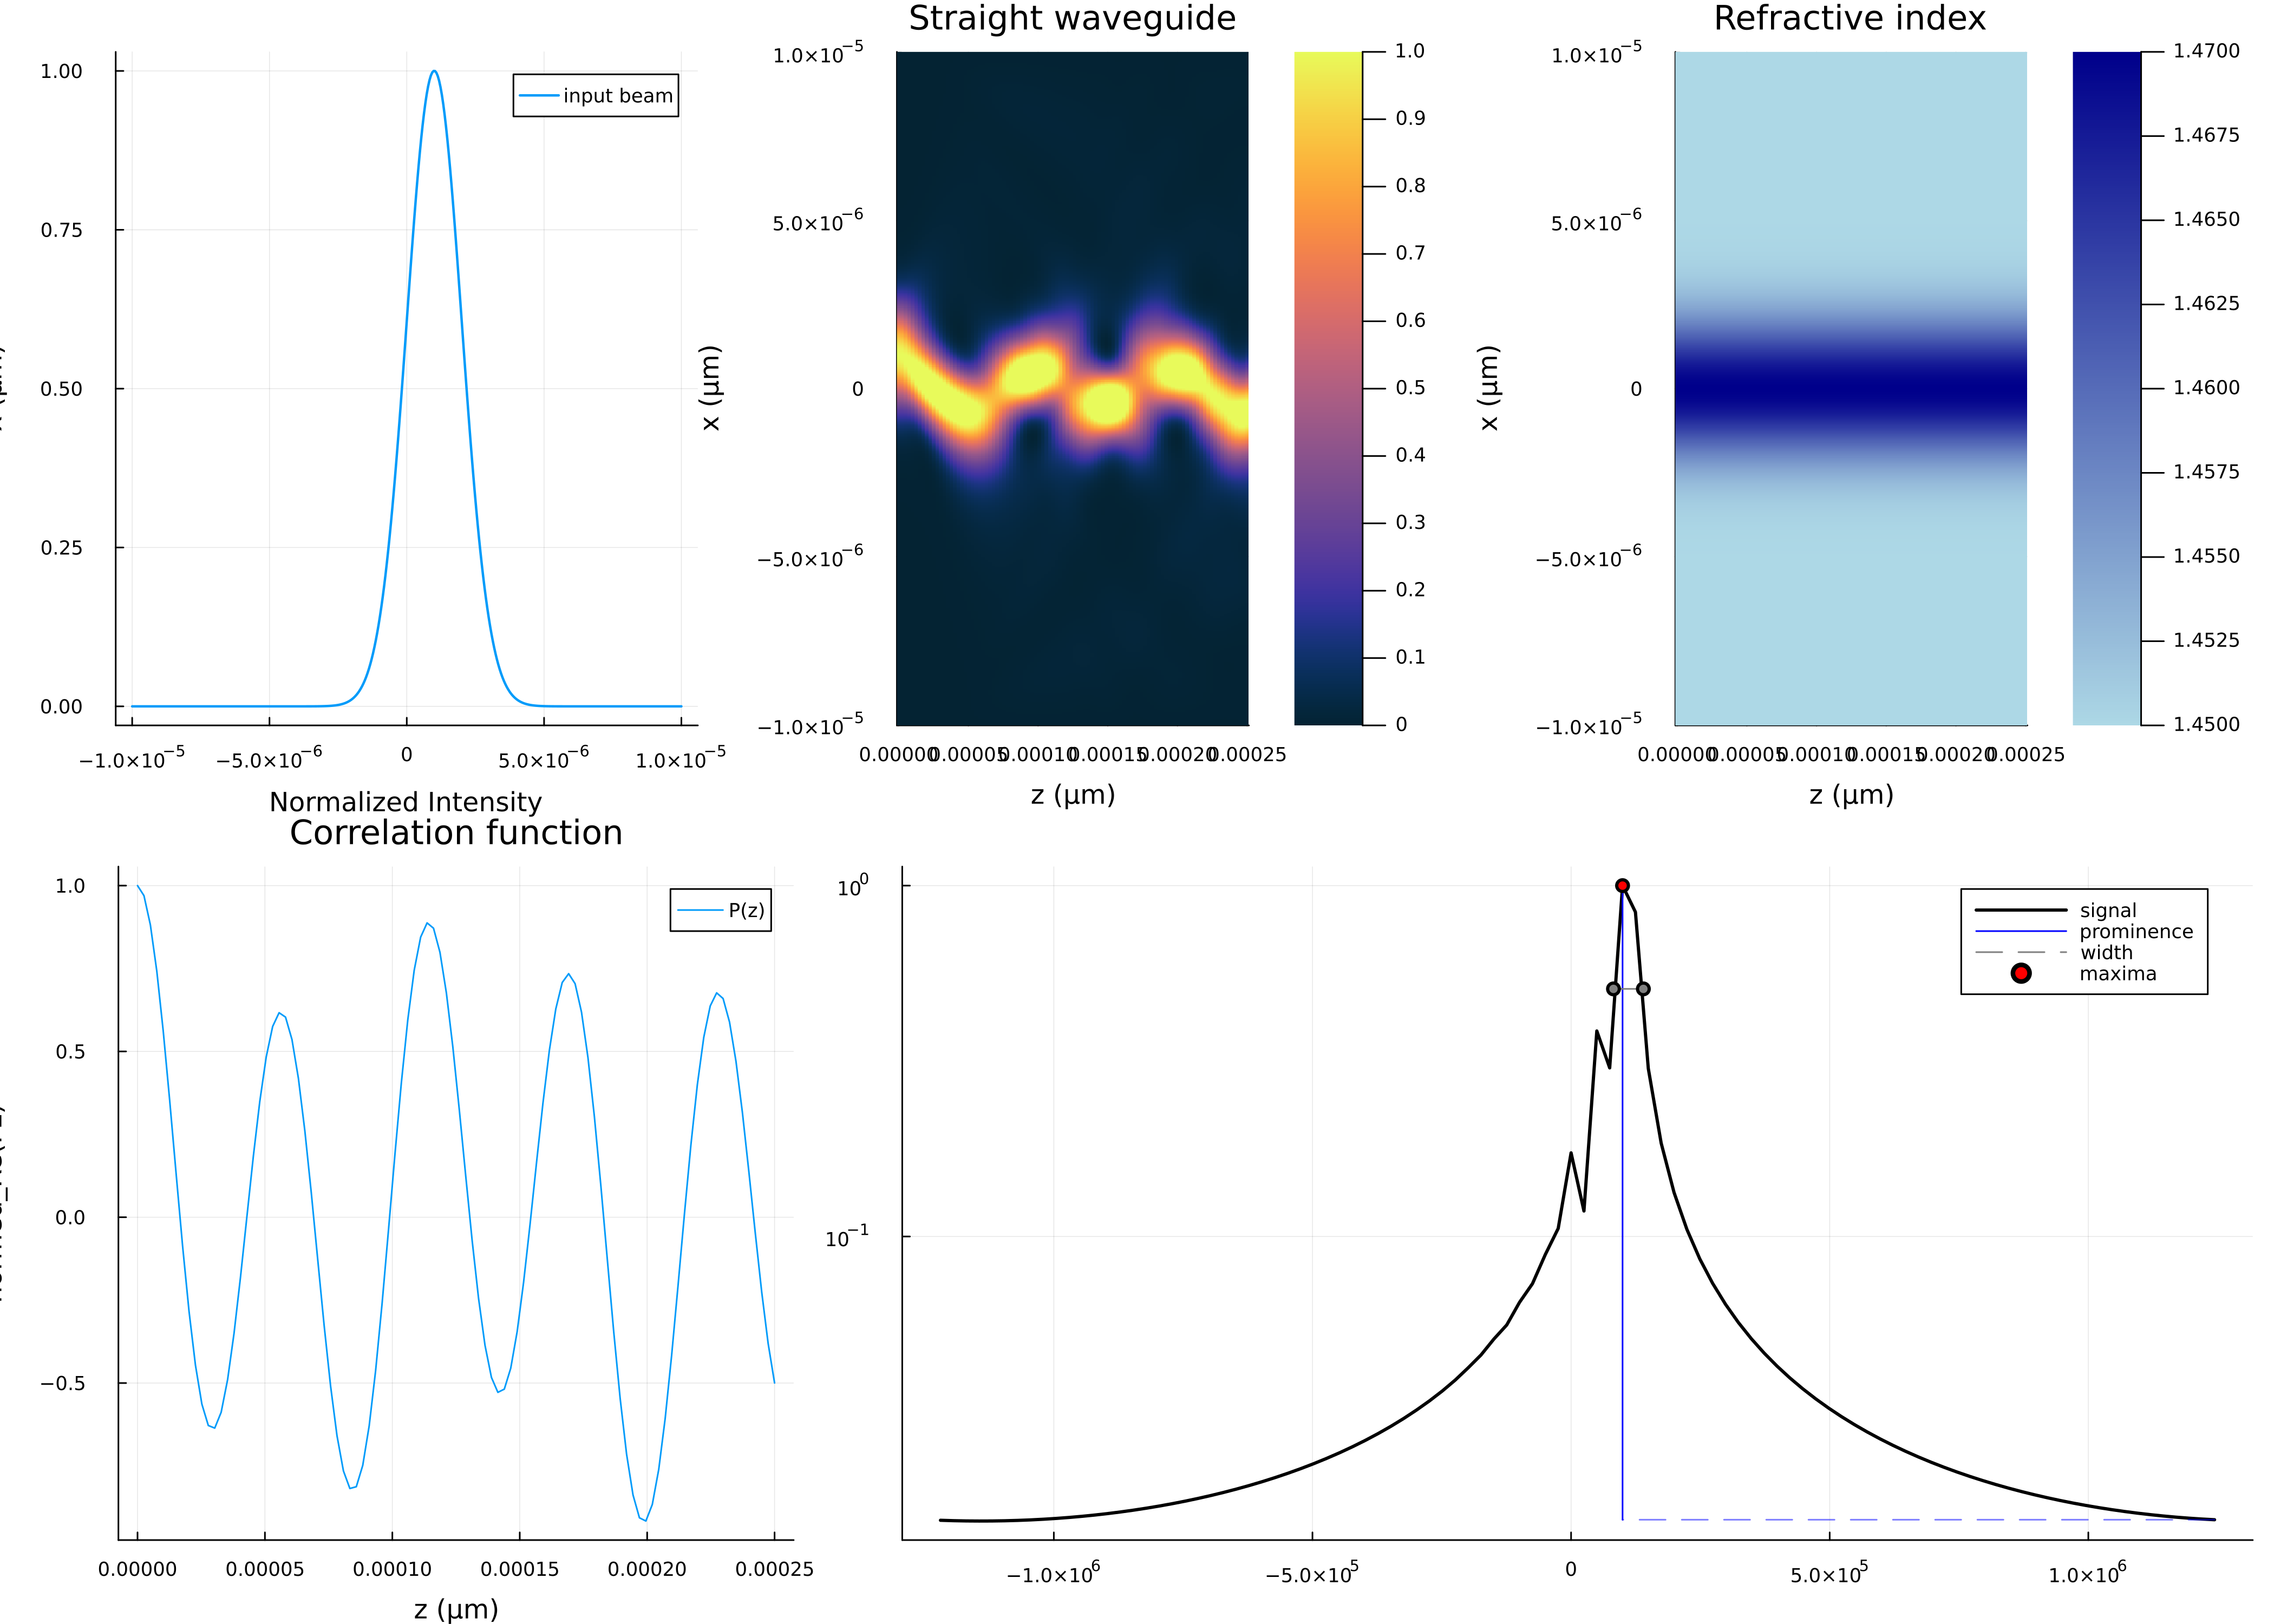 1.00
0.75
0.50
0.25
0.00
−1.0×10⁻⁵ −5.0×10⁻⁶ 0 5.0×10⁻⁶ 1.0×10⁻⁵
Normalized Intensity
input beam
Straight waveguide
1.0×10⁻⁵
5.0×10⁻⁶
0
−5.0×10⁻⁶
−1.0×10⁻⁵
x (μm)
0.00000 0.00005 0.00010 0.00015 0.00020 0.00025
z (μm)
1.0
0.9
0.8
0.7
0.6
0.5
0.4
0.3
0.2
0.1
0
Refractive index
1.0×10⁻⁵
5.0×10⁻⁶
0
−5.0×10⁻⁶
−1.0×10⁻⁵
x (μm)
0.00000 0.00005 0.00010 0.00015 0.00020 0.00025
z (μm)
1.4700
1.4675
1.4650
1.4625
1.4600
1.4575
1.4550
1.4525
1.4500
Correlation function
1.0
0.5
0.0
−0.5
0.00000 0.00005 0.00010 0.00015 0.00020 0.00025
z (μm)
P(z)
10⁰
10⁻¹
−1.0×10⁶ −5.0×10⁵ 0 5.0×10⁵ 1.0×10⁶
signal
prominence
width
maxima